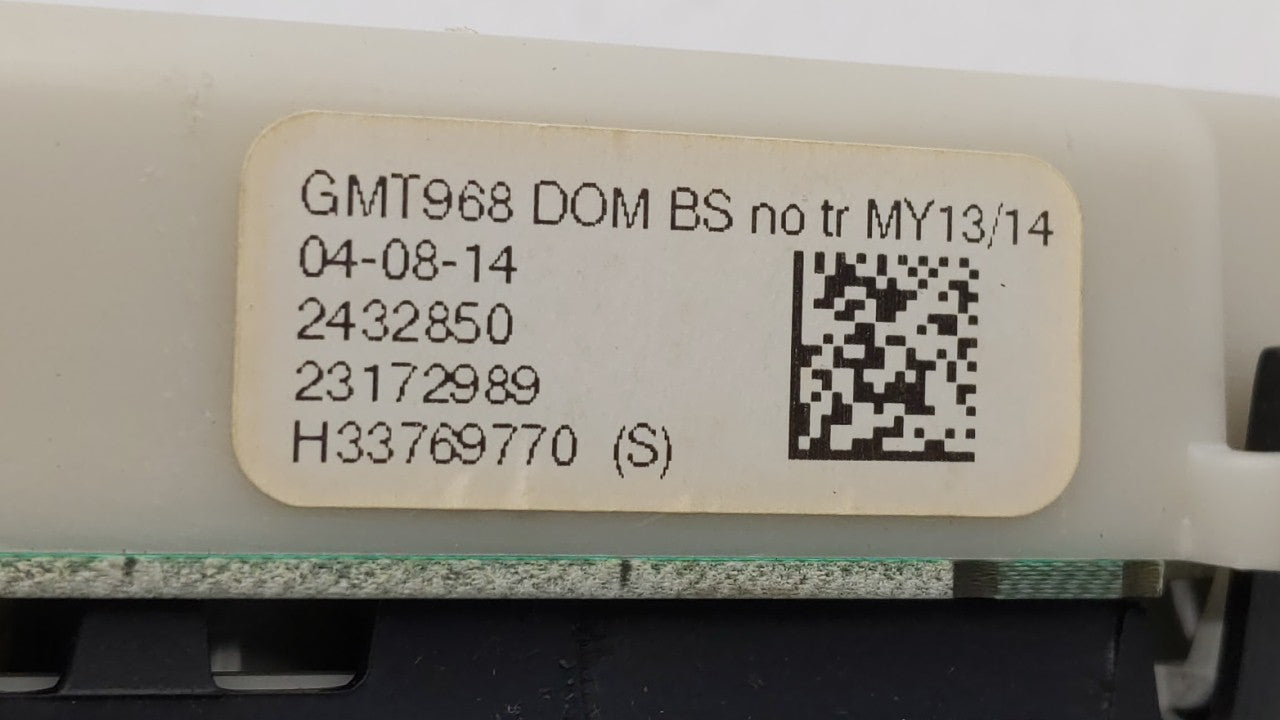 GMT968 DOM BS no tr MY13/14
04-08-14
2432850
23172989
H33769770 (S)